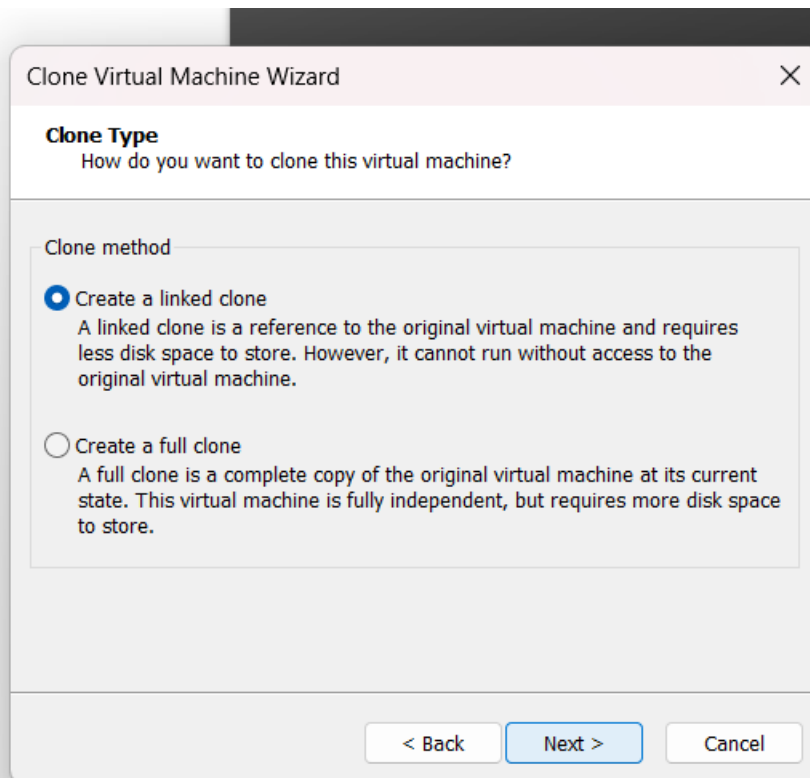 Clone Virtual Machine Wizard
Clone Type
How do you want to clone this virtual machine?
Clone method
Create a linked clone
A linked clone is a reference to the original virtual machine and requires
less disk space to store. However, it cannot run without access to the
original virtual machine.
Create a full clone
A full clone is a complete copy of the original virtual machine at its current
state. This virtual machine is fully independent, but requires more disk space
to store.
< Back
Next >
Cancel